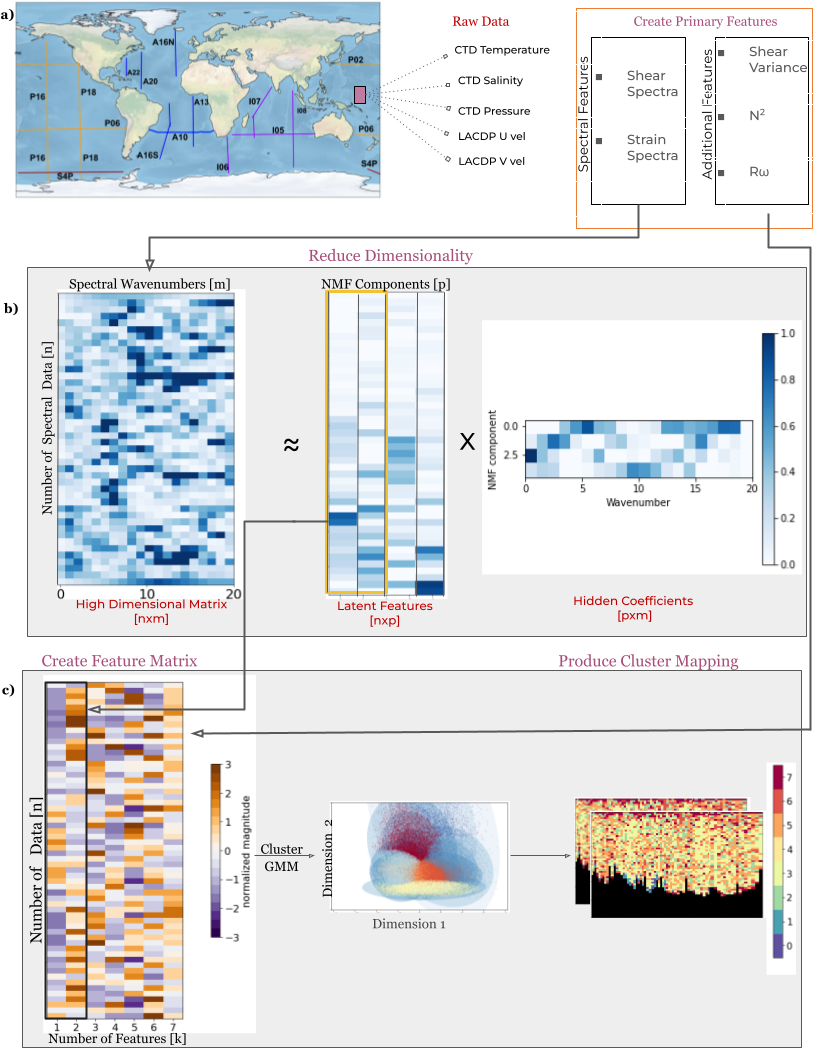 a)
A16N
A22
A20
P02
P16
P18
A13
I07
I08
P06
A10
I05
P06
P16
P18
A16S
I06
S4P
S4P
Raw Data
CTD Temperature
CTD Salinity
CTD Pressure
LACDP U vel
LACDP V vel
Create Primary Features
Spectral Features
Shear
Spectra
Strain
Spectra
Additional Features
Shear
Variance
N²
Rω
Reduce Dimensionality
b)
Spectral Wavenumbers [m]
Number of Spectral Data [n]
0
10
20
High Dimensional Matrix
[nxm]
≈
NMF Components [p]
Latent Features
[nxp]
X
NMF component
0.0
2.5
0
5
10
15
20
Wavenumber
1.0
0.8
0.6
0.4
0.2
0.0
Hidden Coefficients
[pxm]
Create Feature Matrix
Produce Cluster Mapping
c)
Number of Data [n]
1 2 3 4 5 6 7
Number of Features [k]
3
2
1
0
−1
−2
−3
normalized magnitude
Cluster
GMM
Dimension 2
Dimension 1
7
6
5
4
3
2
1
0